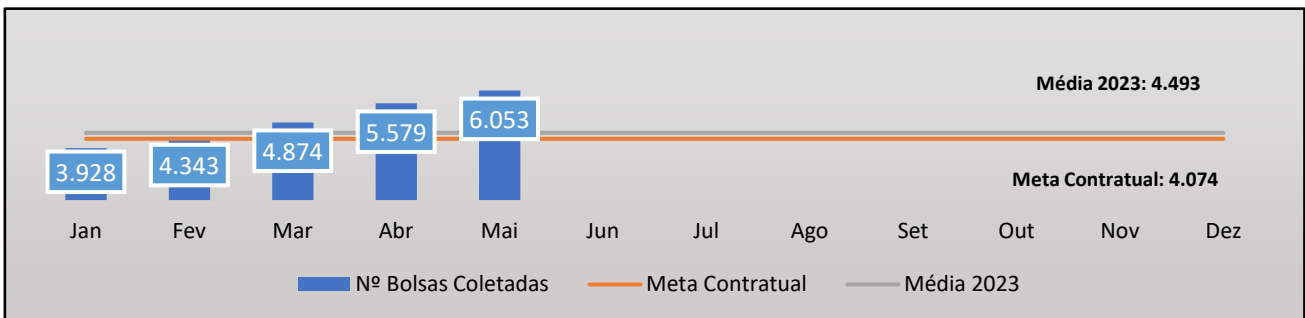 Média 2023: 4.493
6.053
5.579
4.874
4.343
3.928
Meta Contratual: 4.074
Jan Fev Mar Abr Mai Jun Jul Ago Set Out Nov Dez
Nº Bolsas Coletadas Meta Contratual Média 2023